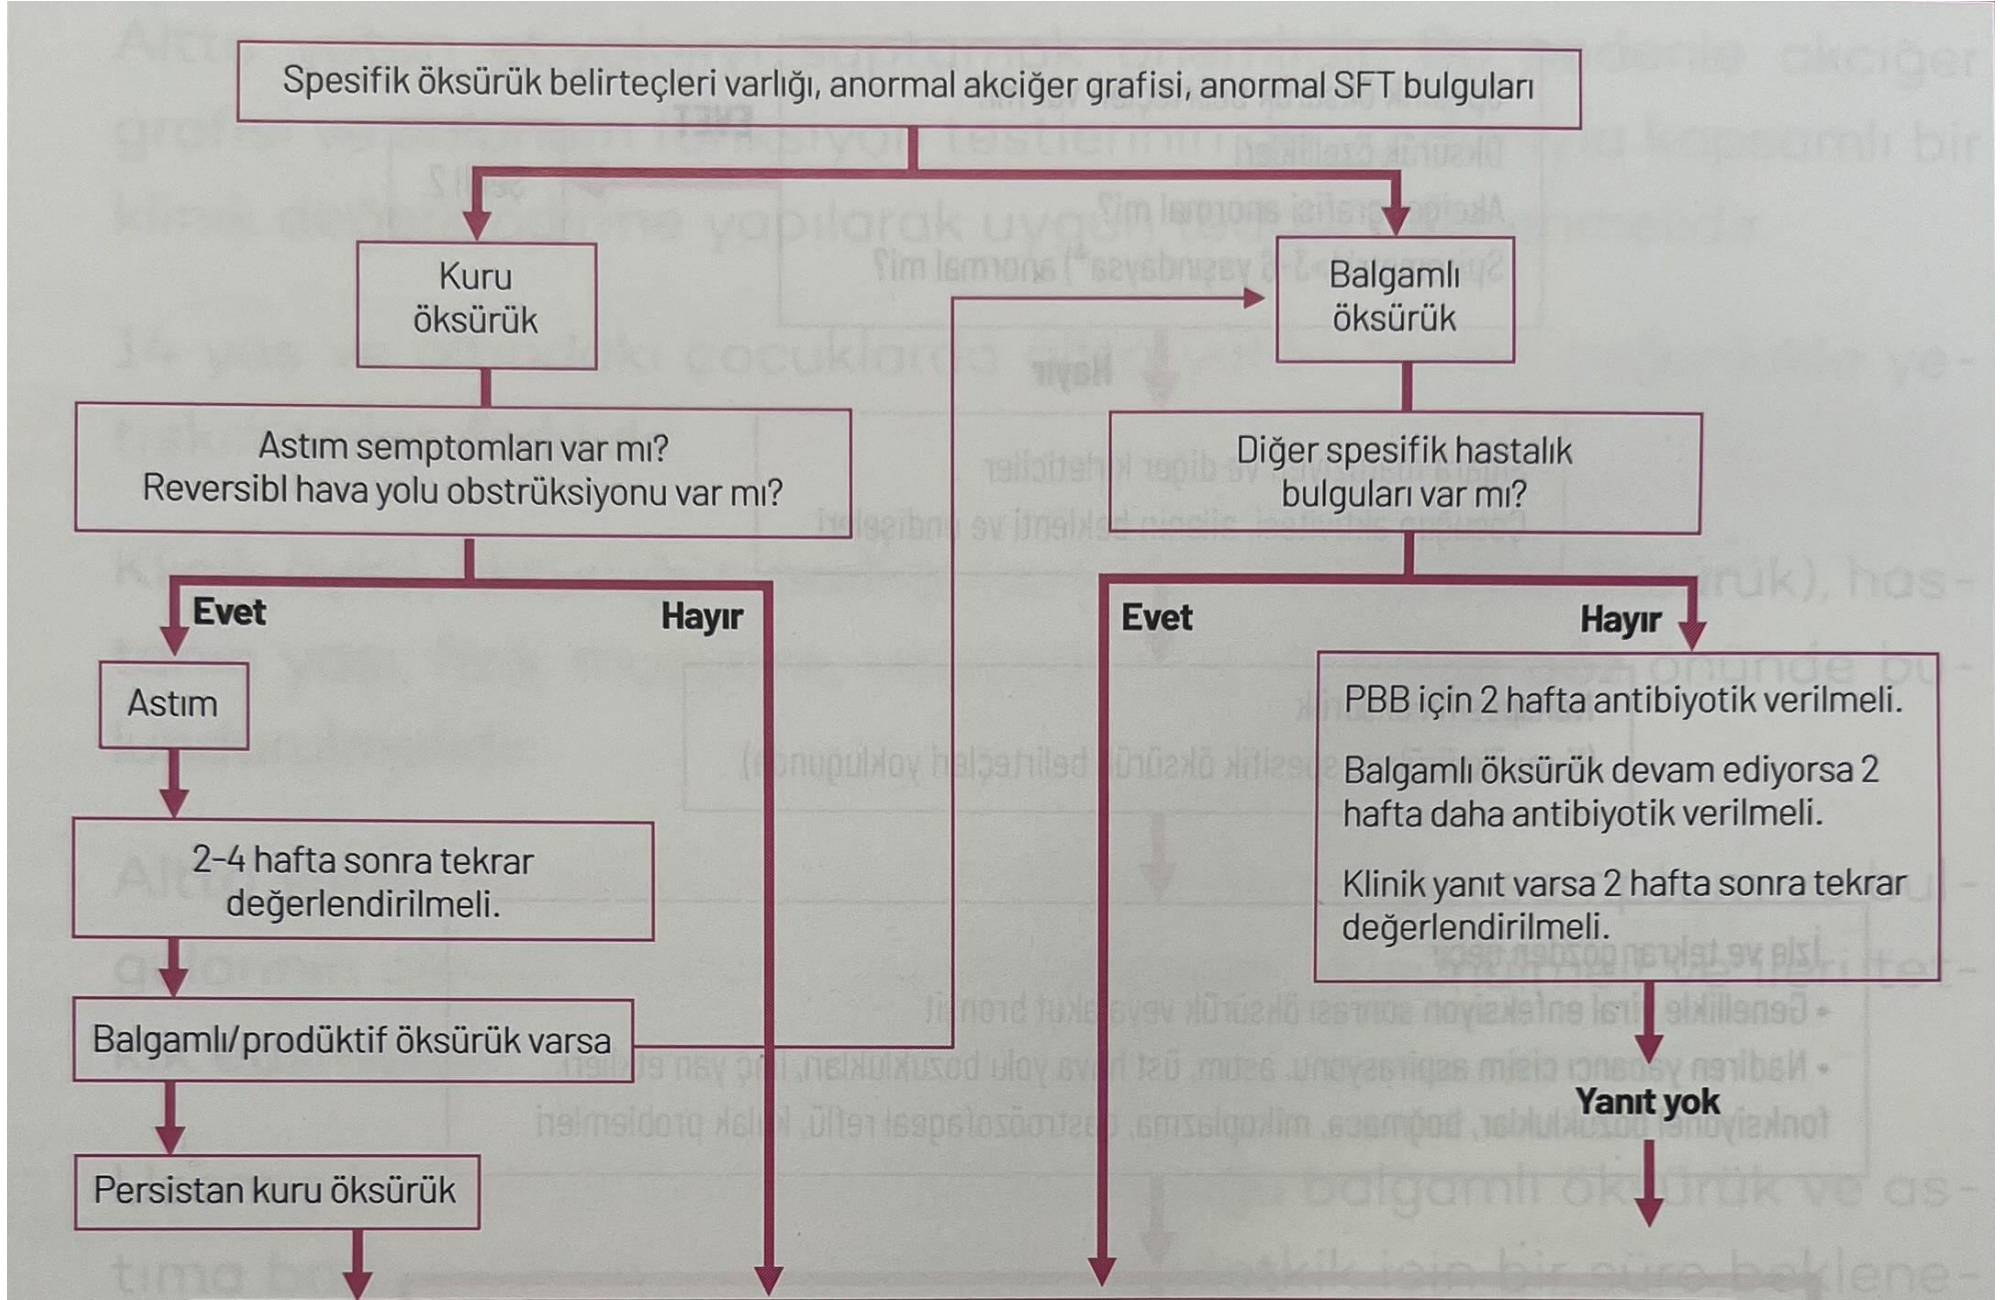 Spesifik öksürük belirteçleri varlığı, anormal akciğer grafisi, anormal SFT bulguları
Kuru
öksürük
Balgamlı
öksürük
Astım semptomları var mı?
Reversibl hava yolu obstrüksiyonu var mı?
Diğer spesifik hastalık
bulguları var mı?
Evet
Hayır
Evet
Hayır
Astım
PBB için 2 hafta antibiyotik verilmeli.
Balgamlı öksürük devam ediyorsa 2
hafta daha antibiyotik verilmeli.
Klinik yanıt varsa 2 hafta sonra tekrar
değerlendirilmeli.
2-4 hafta sonra tekrar
değerlendirilmeli.
Balgamlı/prodüktif öksürük varsa
Yanıt yok
Persistan kuru öksürük